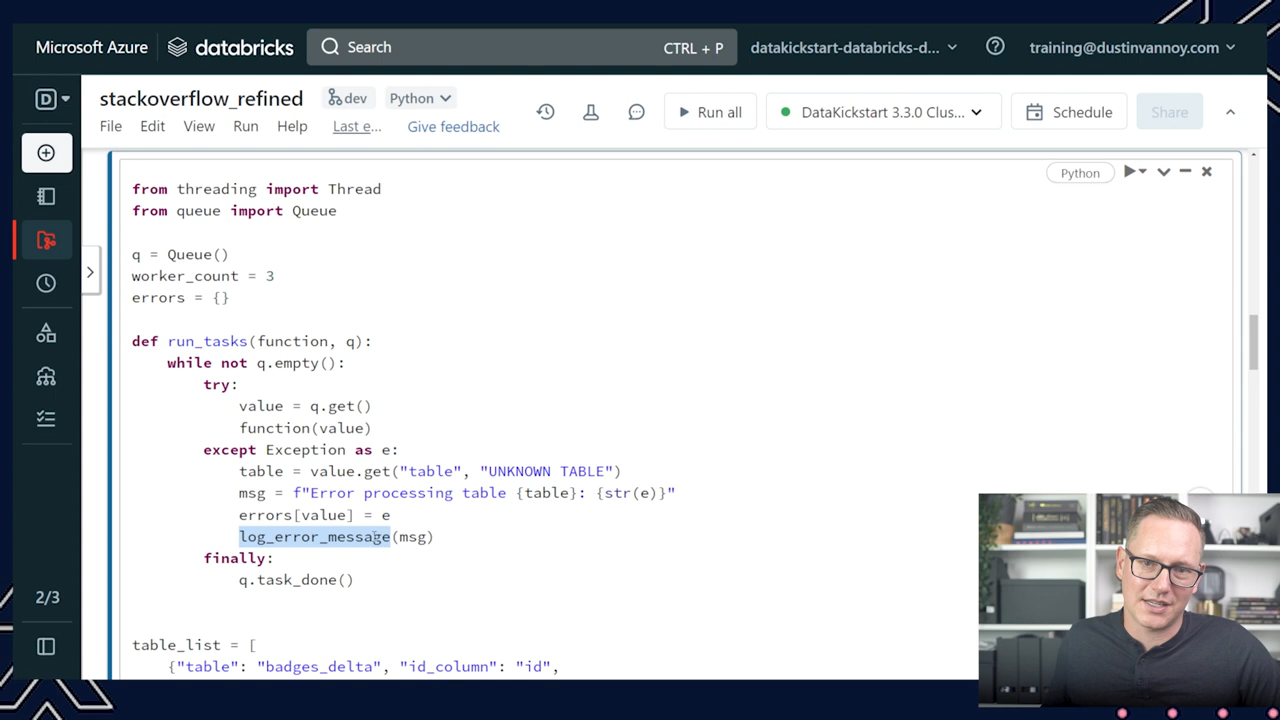 Microsoft Azure databricks Search CTRL + P datakickstart-databricks-d... training@dustinvannoy.com
D stackoverflow_refined dev Python
File Edit View Run Help Last e... Give feedback Run all DataKickstart 3.3.0 Clus... Schedule Share
Python
from threading import Thread
from queue import Queue
q = Queue()
worker_count = 3
errors = {}
def run_tasks(function, q):
while not q.empty():
try:
value = q.get()
function(value)
except Exception as e:
table = value.get("table", "UNKNOWN TABLE")
msg = f"Error processing table {table}: {str(e)}"
errors[value] = e
log_error_message(msg)
finally:
q.task_done()
2/3
table_list = [
{"table": "badges_delta", "id_column": "id",